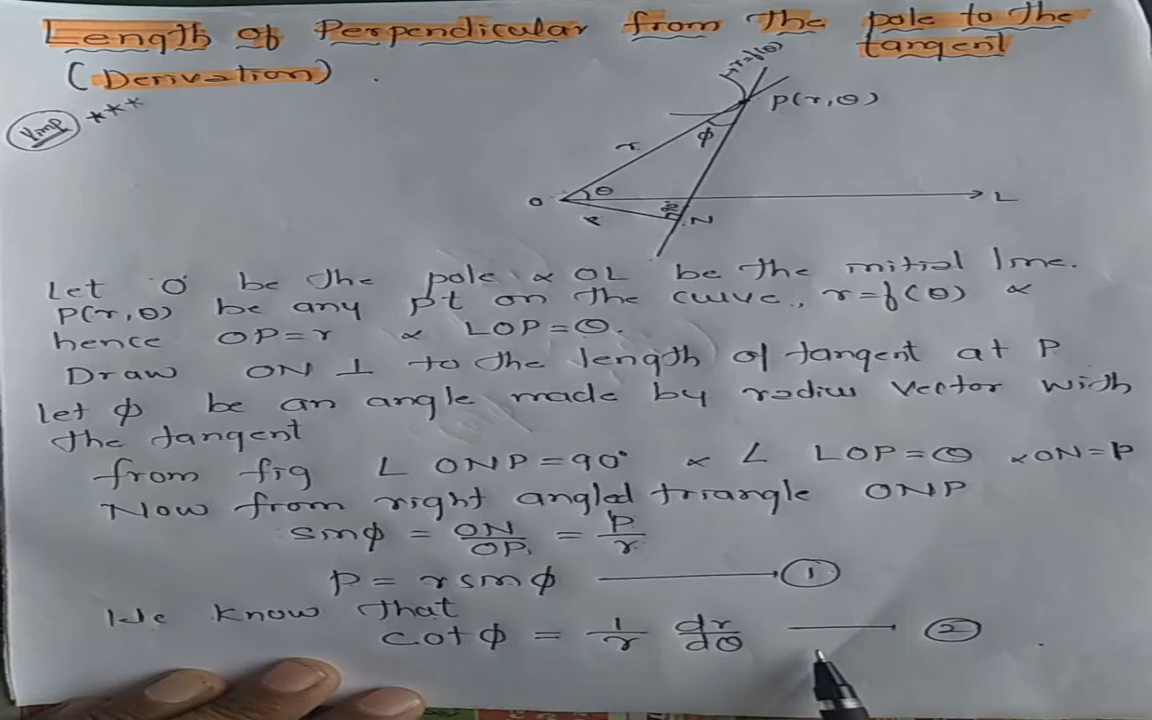 Length of Perpendicular from The pole to the
tangent
(Derivation).
Vimp ***
r=f(θ)
P(r,θ)
φ
r
θ
O
L
P
90°
N
Let 'O' be the pole & OL be the initial line.
P(r,θ) be any pt on the curve, r=f(θ) &
hence OP=r & LOP=θ.
Draw ON ⊥ to the length of tangent at P
let φ be an angle made by radius vector with
the tangent
from fig ∠ ONP=90° & ∠ LOP=θ & ON=P
Now from right angled triangle ONP
sinφ = ON/OP = P/r
P = r sinφ ① 
We know that
cot φ = 1/r dr/dθ ②